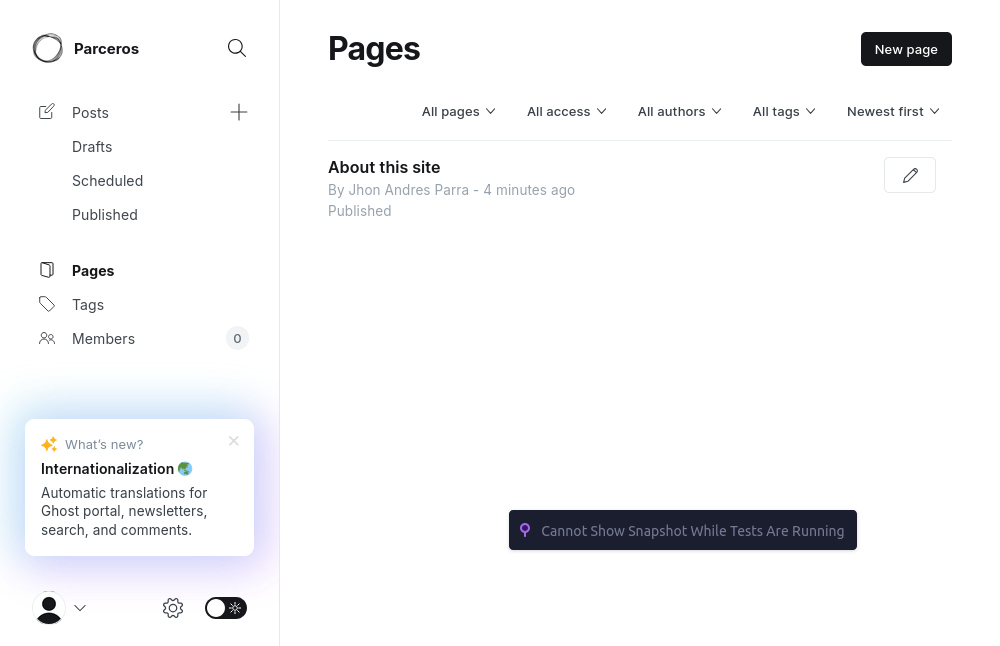 Parceros
Posts
Drafts
Scheduled
Published
Pages
Tags
Members
0
What's new?
Internationalization 🌏
Automatic translations for
Ghost portal, newsletters,
search, and comments.
Pages
New page
All pages
All access
All authors
All tags
Newest first
About this site
By Jhon Andres Parra - 4 minutes ago
Published
Cannot Show Snapshot While Tests Are Running